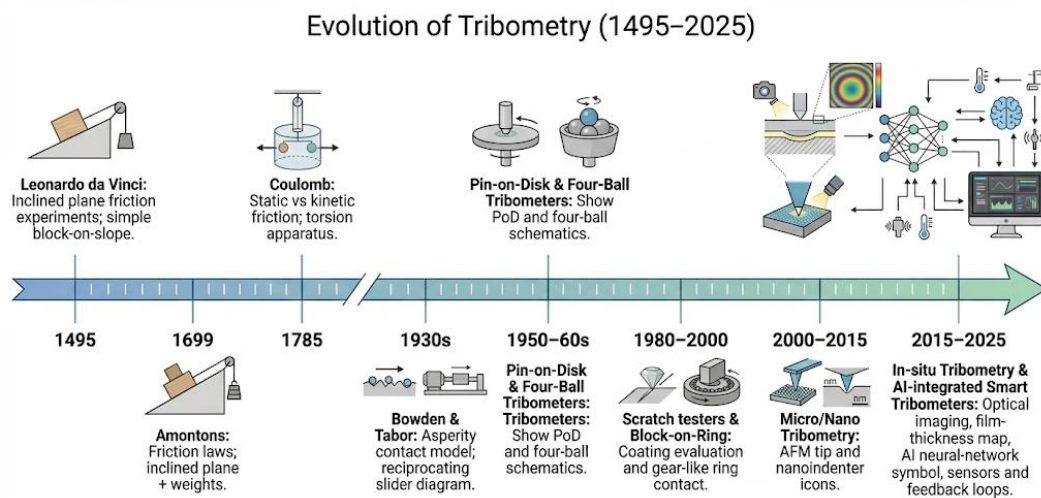 Evolution of Tribometry (1495–2025)
Leonardo da Vinci:
Inclined plane friction
experiments; simple
block-on-slope.
Coulomb:
Static vs kinetic
friction; torsion
apparatus.
Pin-on-Disk & Four-Ball
Tribometers: Show
PoD and four-ball
schematics.
1495
1699
1785
1930s
1950–60s
1980–2000
2000–2015
2015–2025
Amontons:
Friction laws;
inclined plane
+ weights.
Bowden &
Tabor: Asperity
contact model;
reciprocating
slider diagram.
Pin-on-Disk
& Four-Ball
Tribometers:
Tribometers:
Show PoD
and four-ball
schematics.
Scratch testers &
Block-on-Ring:
Coating evaluation
and gear-like ring
contact.
nm
nm
Micro/Nano
Tribometry:
AFM tip and
nanoindenter
icons.
In-situ Tribometry &
AI-integrated Smart
Tribometers: Optical
imaging, film-
thickness map,
AI neural-network
symbol, sensors and
feedback loops.